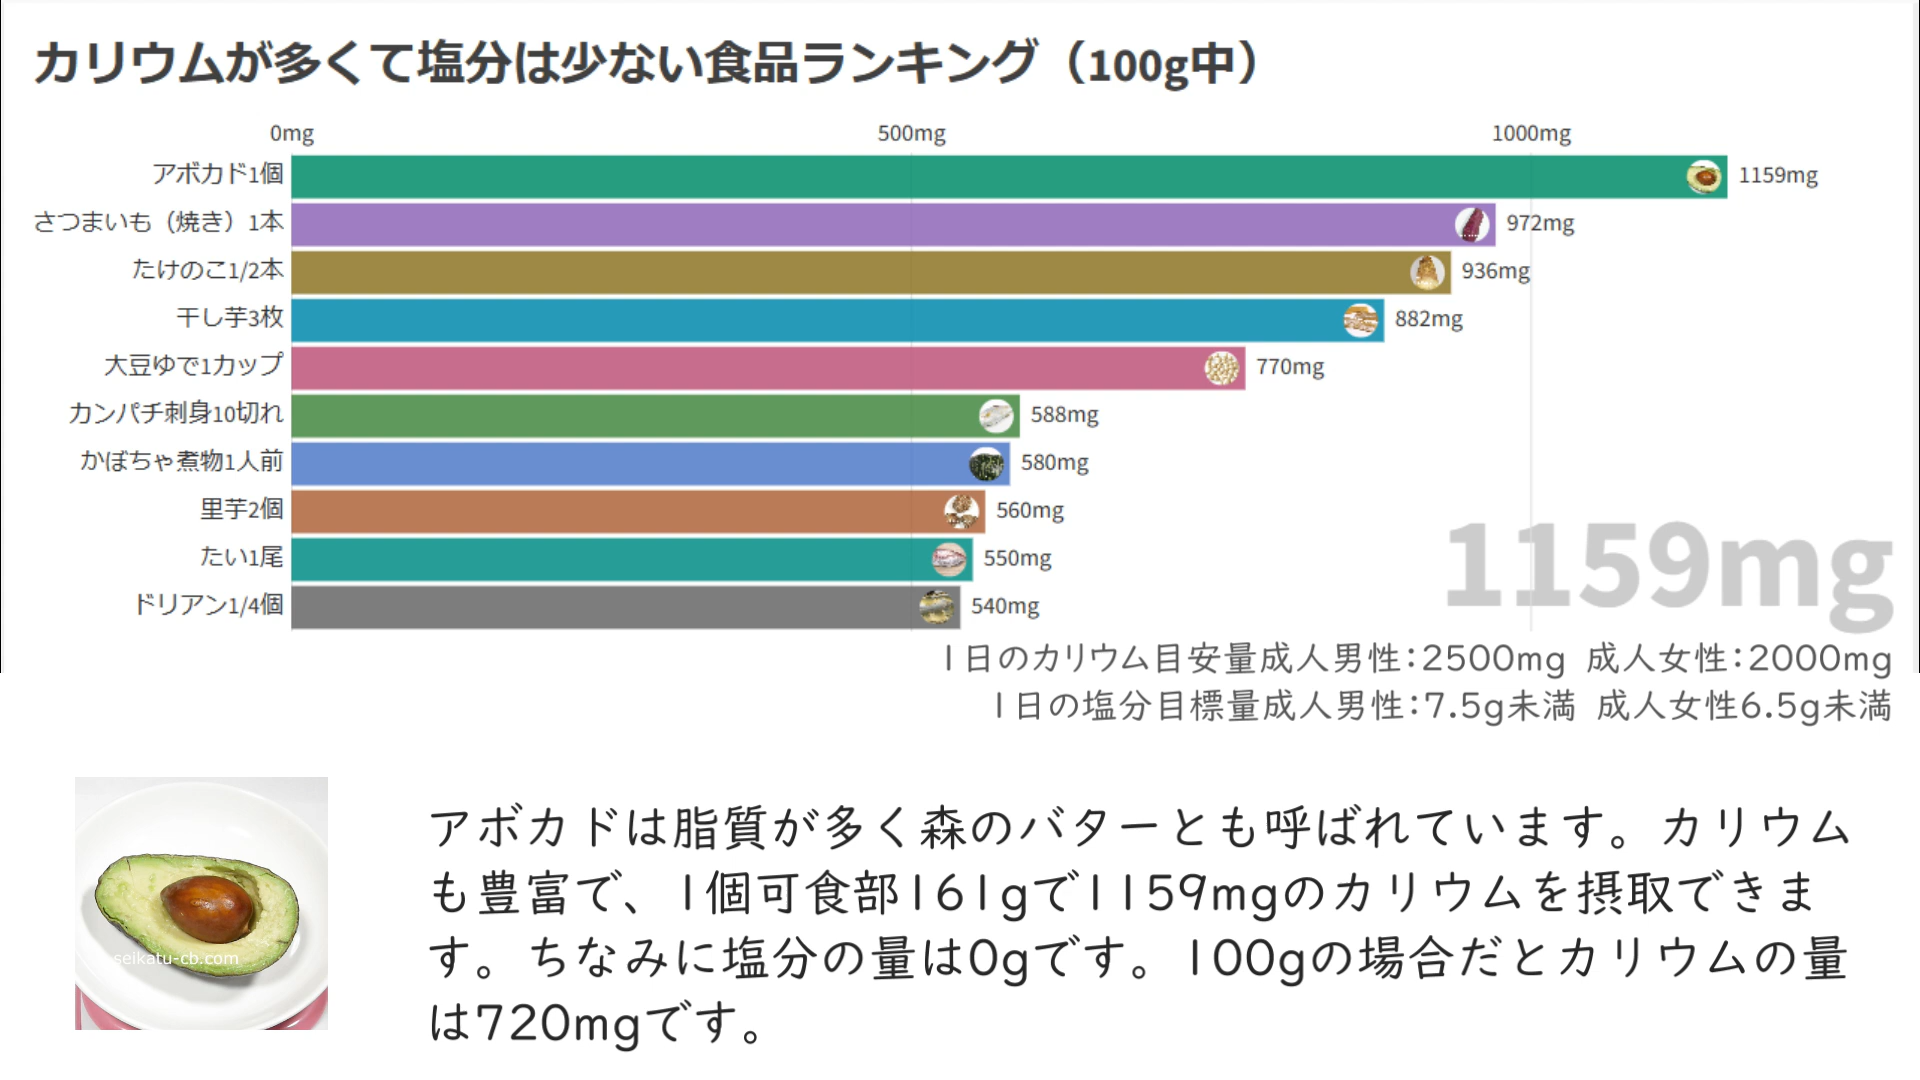 カリウムが多くて塩分は少ない食品ランキング（100g中）
0mg 500mg 1000mg
アボカド1個 1159mg
さつまいも（焼き）1本 972mg
たけのこ1/2本 936mg
干し芋3枚 882mg
大豆ゆで1カップ 770mg
カンパチ刺身10切れ 588mg
かぼちゃ煮物1人前 580mg
里芋2個 560mg
たい1尾 550mg
ドリアン1/4個 540mg
1159mg
1日のカリウム目安量成人男性：2500mg 成人女性：2000mg
1日の塩分目標量成人男性：7.5g未満 成人女性6.5g未満
アボカドは脂質が多く森のバターとも呼ばれています。カリウム
も豊富で、1個可食部161gで1159mgのカリウムを摂取できま
す。ちなみに塩分の量は0gです。100gの場合だとカリウムの量
は720mgです。
seikatu-cb.com